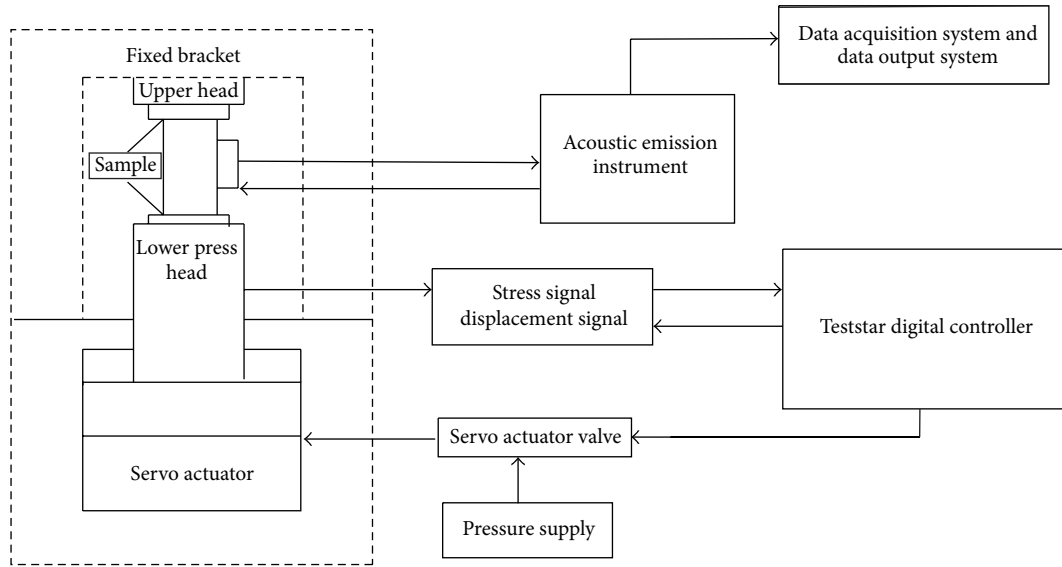 Fixed bracket
Upper head
Sample
Lower press
head
Servo actuator
Data acquisition system and
data output system
Acoustic emission
instrument
Stress signal
displacement signal
Teststar digital controller
Servo actuator valve
Pressure supply